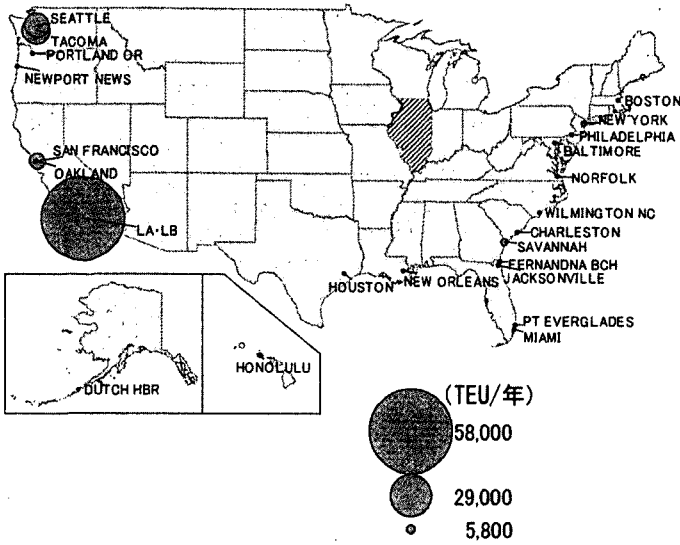 SEATTLE
TACOMA
PORTLAND OR
NEWPORT NEWS
SAN FRANCISCO
OAKLAND
LA・LB
BOSTON
NEW YORK
PHILADELPHIA
BALTIMORE
NORFOLK
WILMINGTON NC
CHARLESTON
SAVANNAH
FERNANDNA BCH
JACKSONVILLE
HOUSTON
NEW ORLEANS
PT EVERGLADES
MIAMI
DUTCH HBR
HONOLULU
(TEU/年)
58,000
29,000
5,800